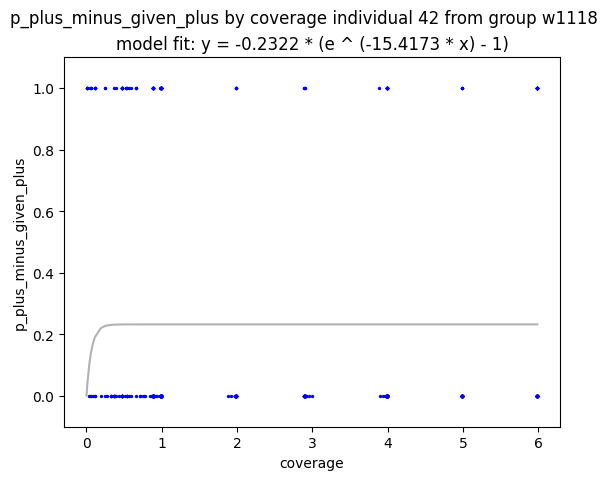 p_plus_minus_given_plus by coverage individual 42 from group w1118
model fit: y = -0.2322 * (e ^ (-15.4173 * x) - 1)
1.0
0.8
0.6
0.4
0.2
0.0
p_plus_minus_given_plus
0 1 2 3 4 5 6
coverage